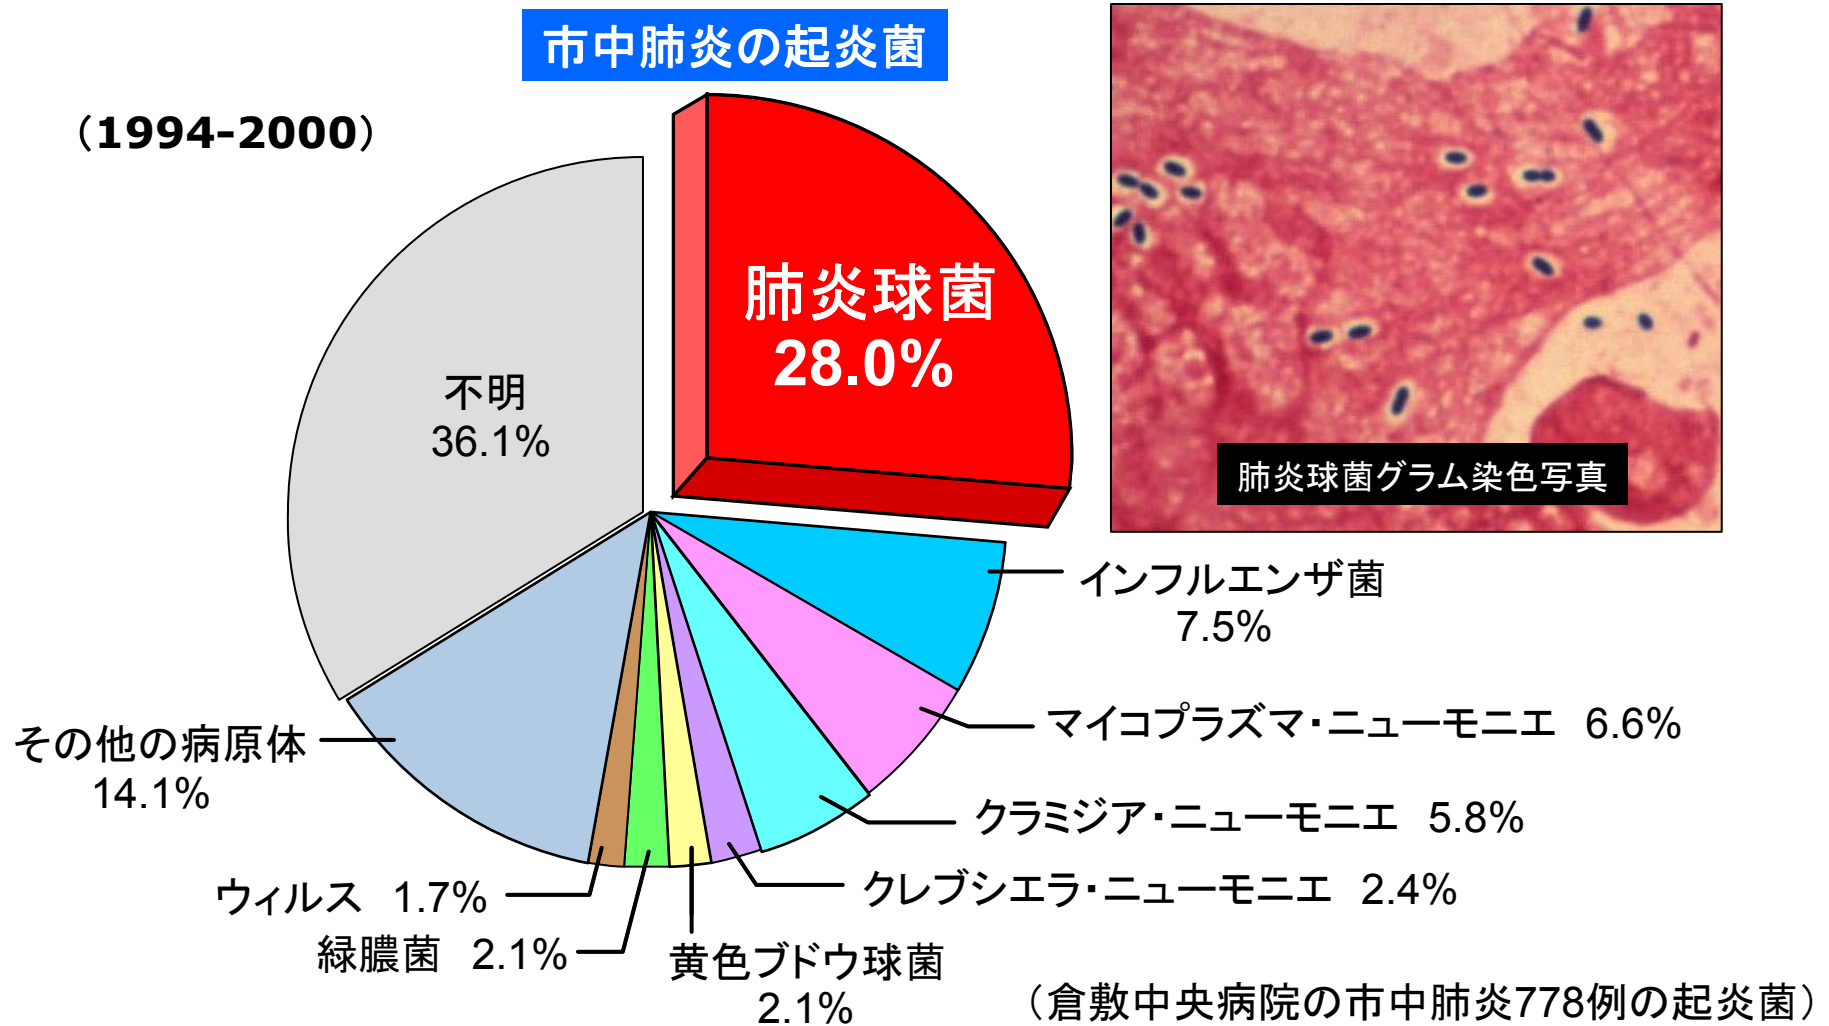 市中肺炎の起炎菌
（1994-2000）
肺炎球菌
28.0%
不明
36.1%
肺炎球菌グラム染色写真
インフルエンザ菌
7.5%
マイコプラズマ・ニューモニエ 6.6%
クラミジア・ニューモニエ 5.8%
クレブシエラ・ニューモニエ 2.4%
黄色ブドウ球菌
2.1%
緑膿菌 2.1%
ウィルス 1.7%
その他の病原体
14.1%
（倉敷中央病院の市中肺炎778例の起炎菌）